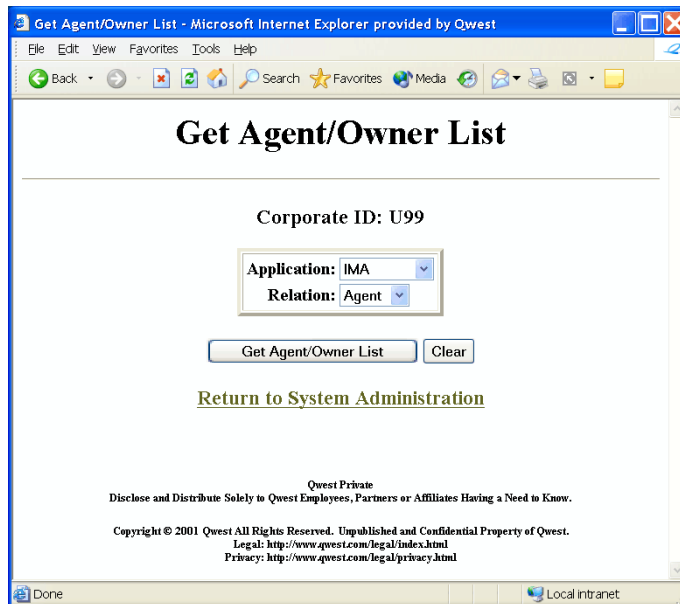 Get Agent/Owner List - Microsoft Internet Explorer provided by Qwest
File Edit View Favorites Tools Help
Back Search Favorites Media
Get Agent/Owner List
Corporate ID: U99
Application: IMA
Relation: Agent
Get Agent/Owner List Clear
Return to System Administration
Qwest Private
Disclose and Distribute Solely to Qwest Employees, Partners or Affiliates Having a Need to Know.
Copyright © 2001 Qwest All Rights Reserved. Unpublished and Confidential Property of Qwest.
Legal: http://www.qwest.com/legal/index.html
Privacy: http://www.qwest.com/legal/privacy.html
Done Local intranet